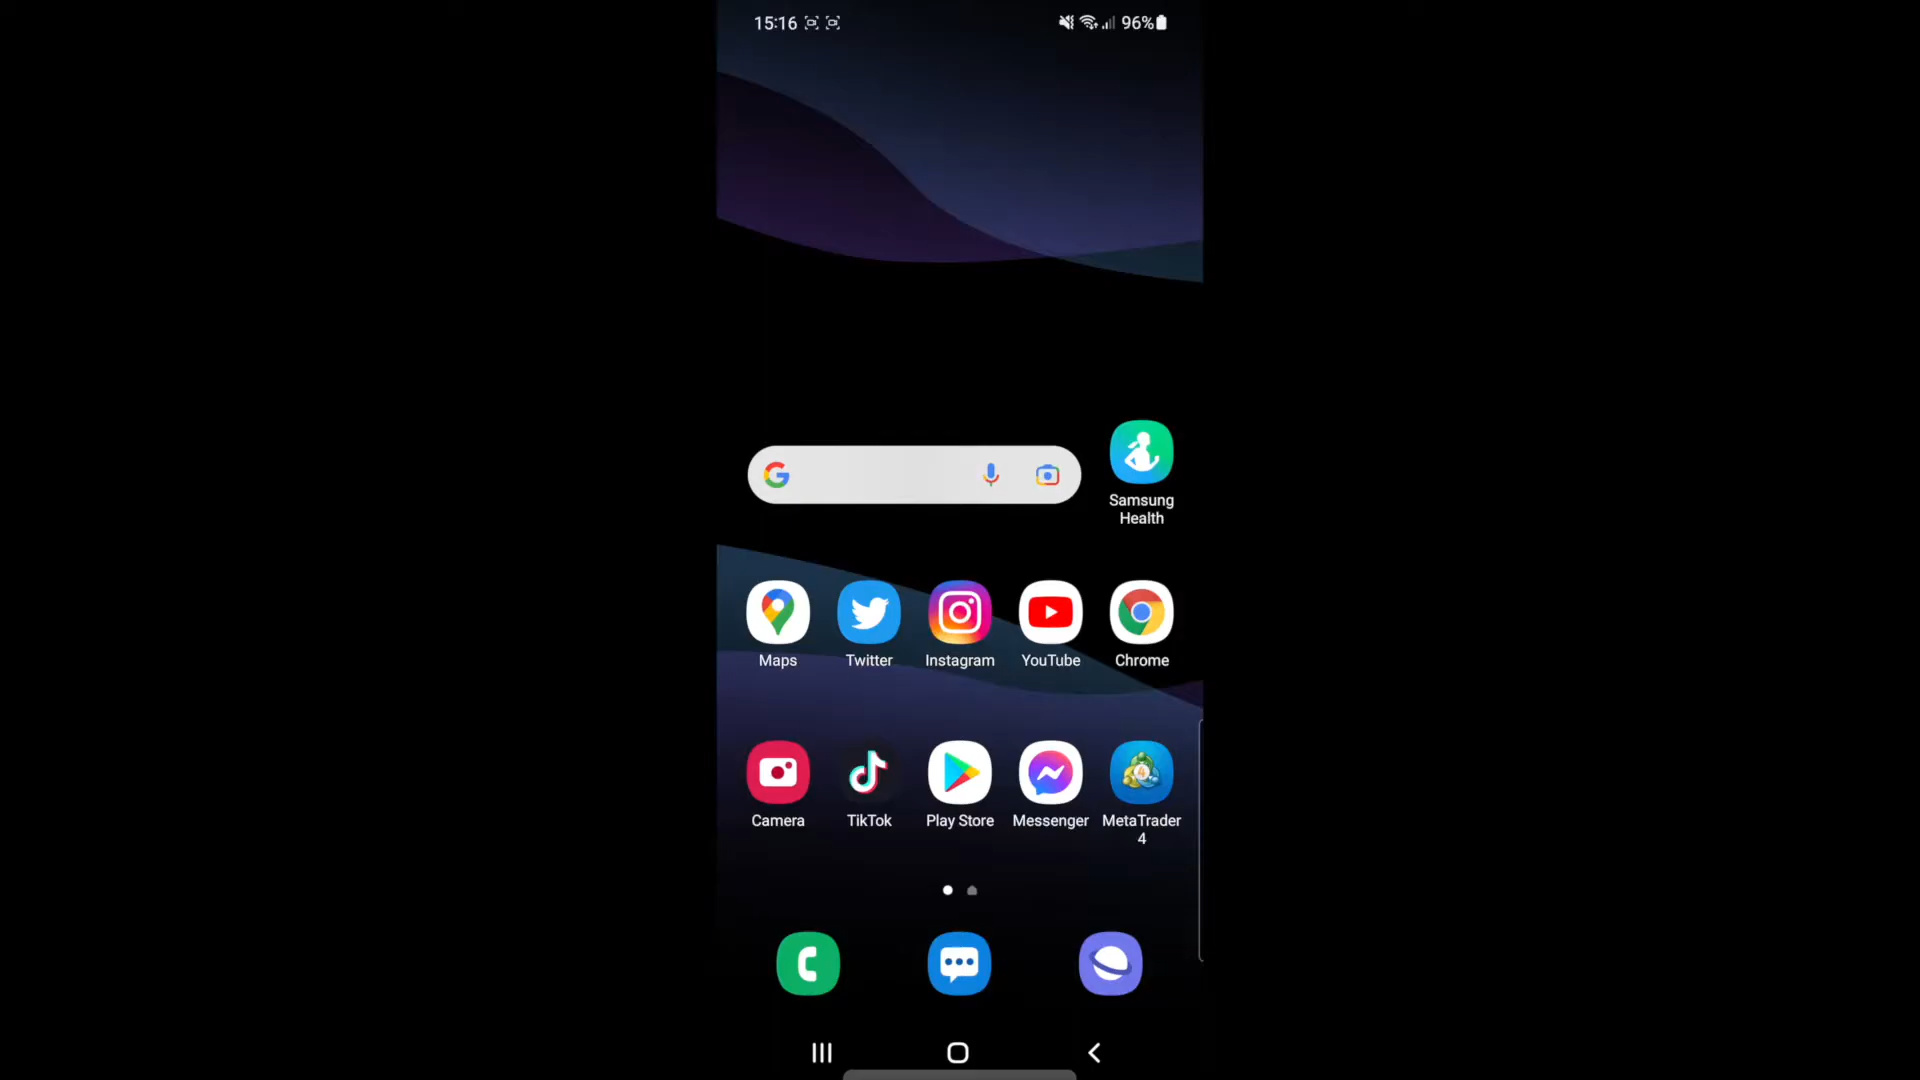 15:16 96%
Samsung
Health
Maps Twitter Instagram YouTube Chrome
Camera TikTok Play Store Messenger MetaTrader
4